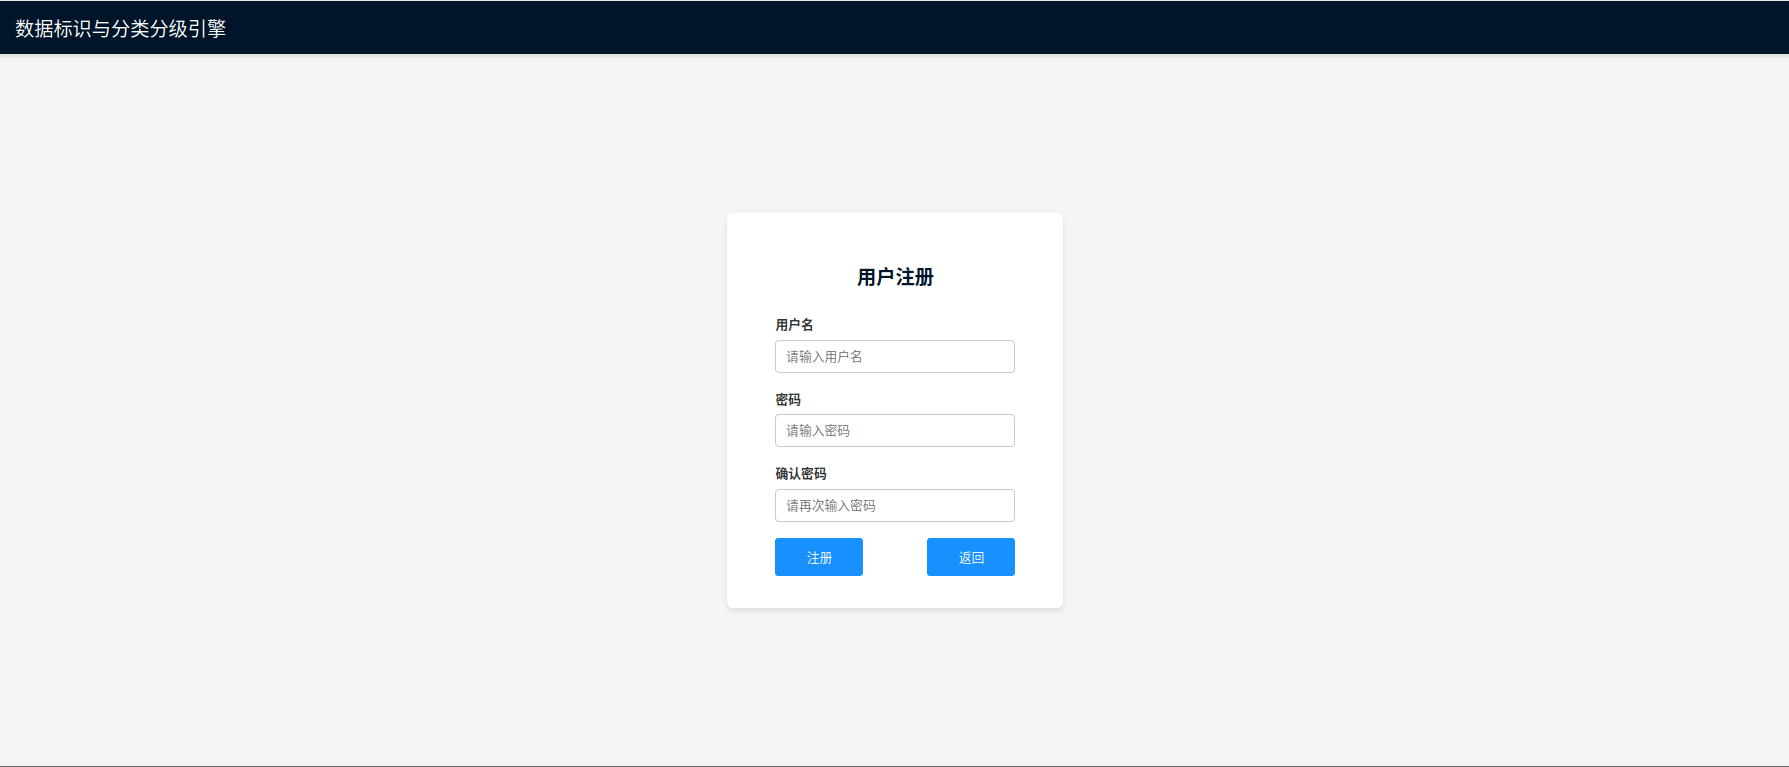 数据标识与分类分级引擎
用户注册
用户名
请输入用户名
密码
请输入密码
确认密码
请再次输入密码
注册 返回